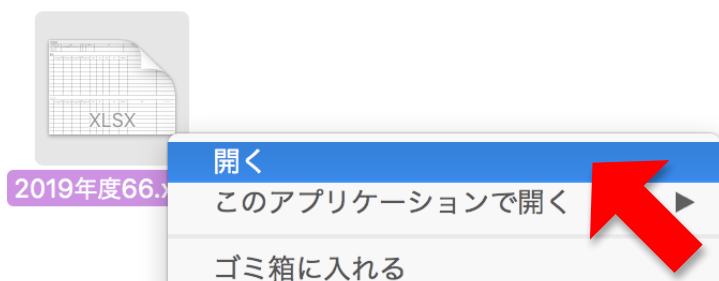 XLSX
2019年度66.x
開く
このアプリケーションで開く
ゴミ箱に入れる